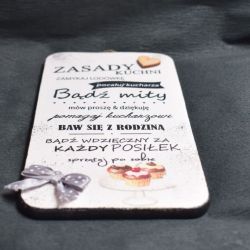 ZASADY
KUCHNI
ZAMYKAJ LODÓWKĘ
pocałuj kucharza
Bądź miły
mów proszę & dziękuję
pomagaj kucharzowi
BAW SIĘ Z RODZINĄ
BĄDŹ WDZIĘCZNY ZA
KAŻDY POSIŁEK
sprzątaj po sobie